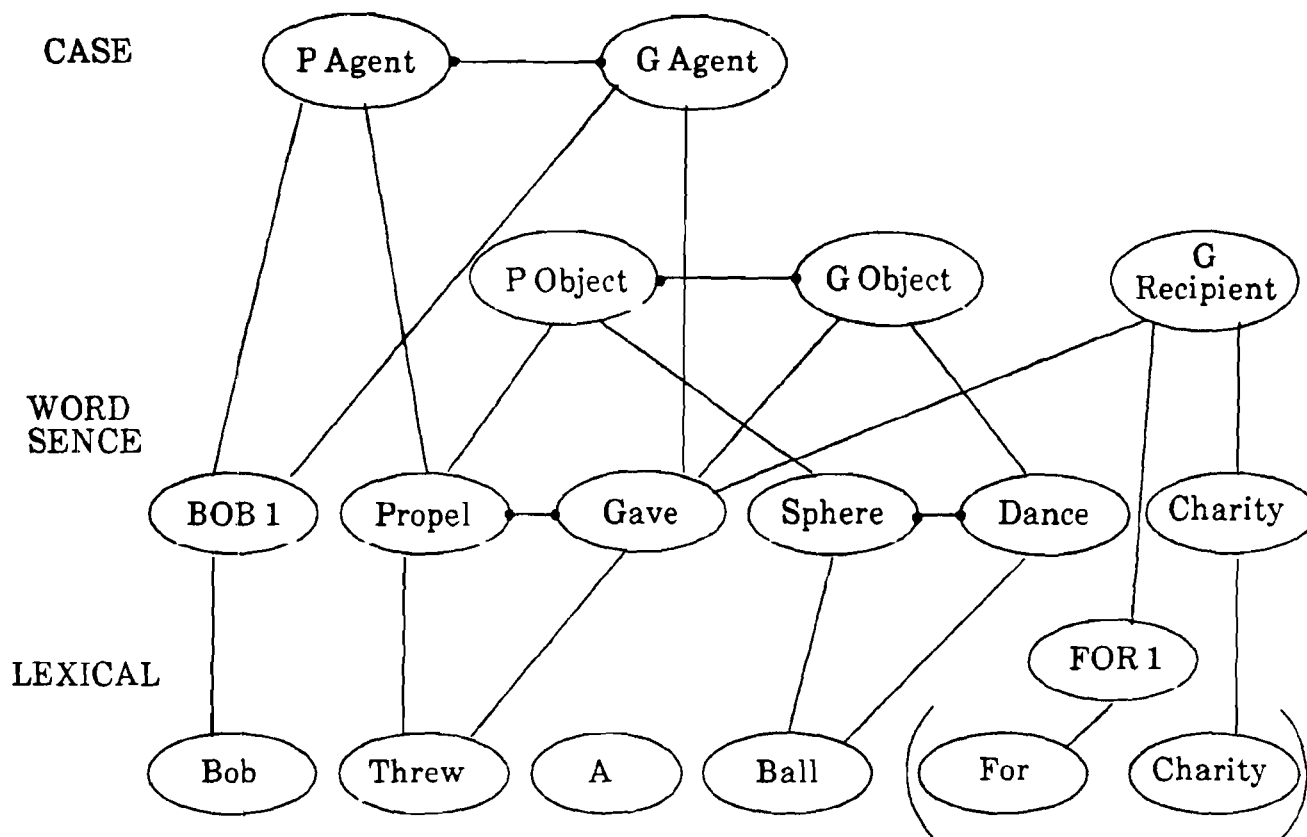 CASE
P Agent
G Agent
P Object
G Object
G
Recipient
WORD
SENCE
BOB 1
Propel
Gave
Sphere
Dance
Charity
LEXICAL
FOR 1
Bob
Threw
A
Ball
For
Charity